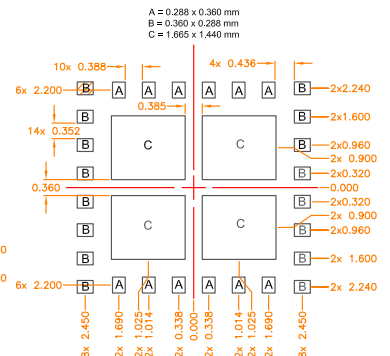 A = 0.288 x 0.360 mm
B = 0.360 x 0.288 mm
C = 1.665 x 1.440 mm
10x 0.388
4x 0.436
6x 2.200
B A A A A A A B
2x2.240
0.385
B B
2x1.600
14x 0.352
B C C B
2x0.960
2x 0.900
B B
2x0.320
0.360
0.000
B B
2x0.320
2x 0.900
B C C B
2x0.960
B B
2x 1.600
6x 2.200
B A A A A A A B
2x 2.240
0
0
8x 2.450
2x 1.690
2x 1.025
2x 1.014
2x 0.338
0.000
2x 0.338
2x 1.014
2x 1.025
2x 1.690
8x 2.450